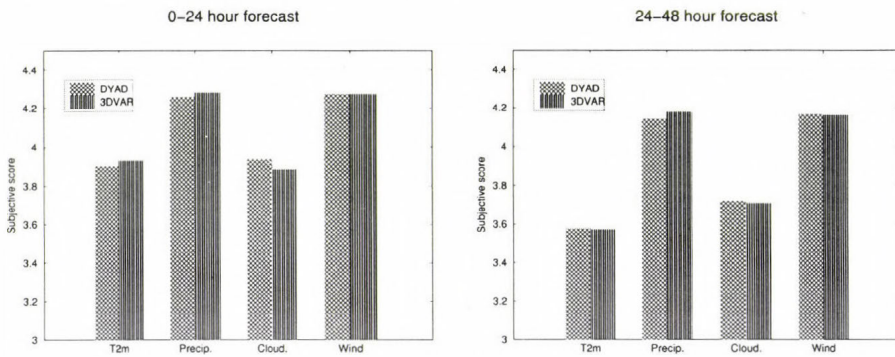 0–24 hour forecast
Subjective score
4.4
4.2
4
3.8
3.6
3.4
3.2
3
DYAD
3DVAR
T2m
Precip.
Cloud.
Wind
24–48 hour forecast
Subjective score
4.4
4.2
4
3.8
3.6
3.4
3.2
3
DYAD
3DVAR
T2m
Precip.
Cloud.
Wind